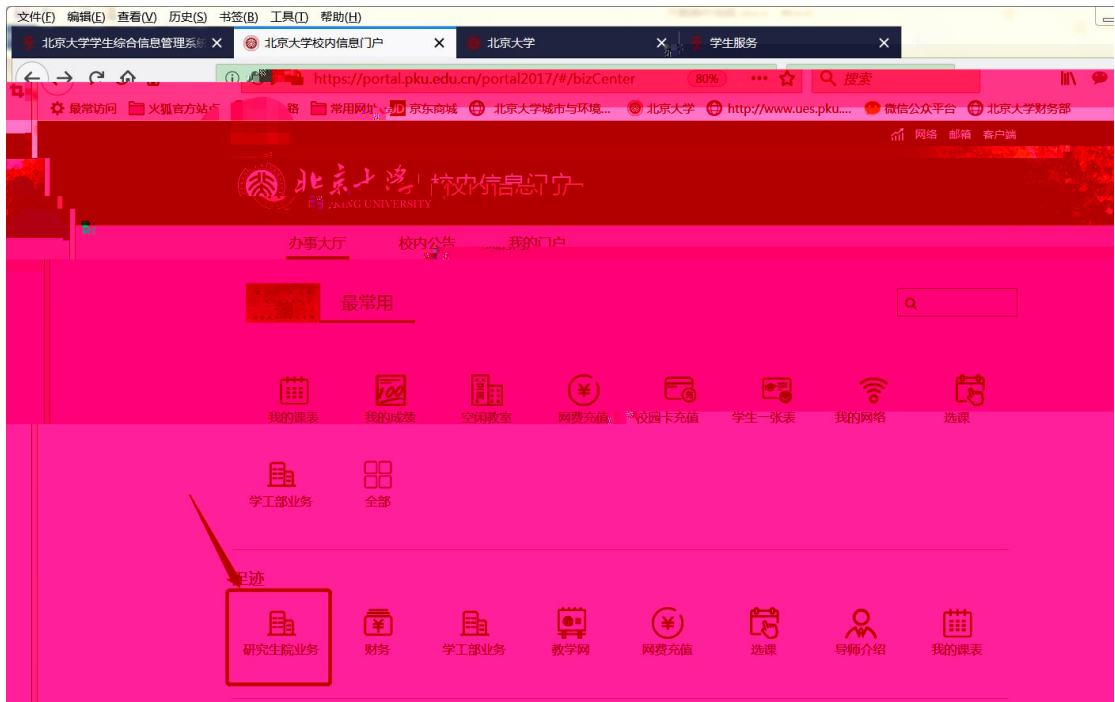 文件(F) 编辑(E) 查看(V) 历史(S) 书签(B) 工具(T) 帮助(H)
北京大学学生综合信息管理系统 北京大学校内信息门户 北京大学 学生服务
https://portal.pku.edu.cn/portal2017/#/bizCenter 80% 搜索
最常访问 火狐官方站点 常用网址 JD 京东商城 北京大学城市与环境... 北京大学 http://www.ues.pku.... 微信公众平台 北京大学财务部
网络 邮箱 客户端
北京大学 校内信息门户
PEKING UNIVERSITY
办事大厅 校内公告 我的门户
最常用
我的课表 我的成绩 空闲教室 网费充值 校园卡充值 学生一张表 我的网络 选课
学工部业务 全部
足迹
研究生院业务 财务 学工部业务 教学网 网费充值 选课 导师介绍 我的课表